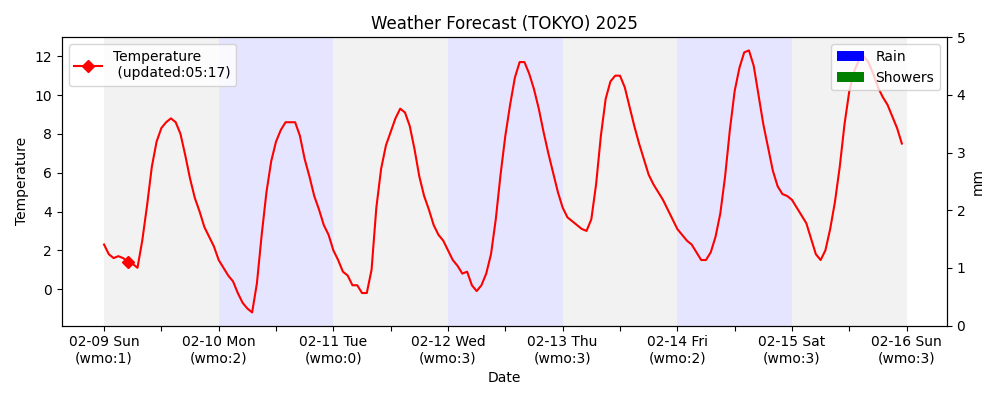 Weather Forecast (TOKYO) 2025
Temperature
(updated:05:17)
Rain
Showers
Temperature
12
10
8
6
4
2
0
5
4
3
2
1
0
mm
02-09 Sun
(wmo:1)
02-10 Mon
(wmo:2)
02-11 Tue
(wmo:0)
02-12 Wed
(wmo:3)
02-13 Thu
(wmo:3)
02-14 Fri
(wmo:2)
02-15 Sat
(wmo:3)
02-16 Sun
(wmo:3)
Date